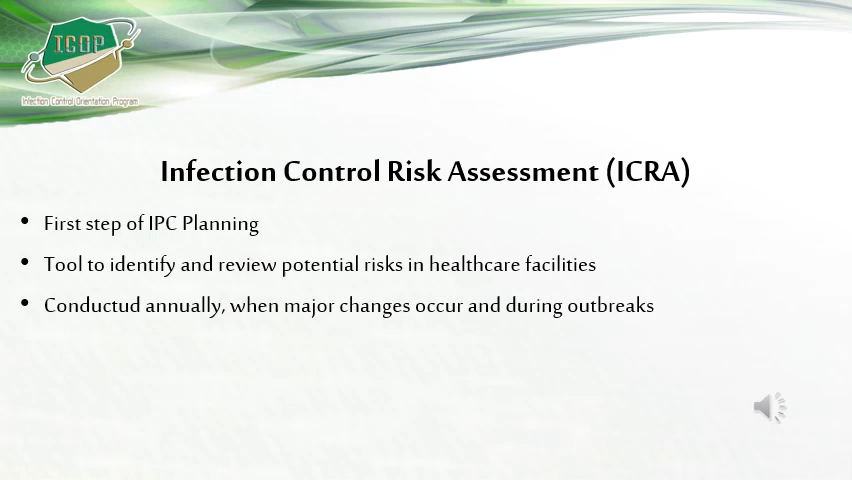 ICOP
Infection Control Orientation Program
Infection Control Risk Assessment (ICRA)
• First step of IPC Planning
• Tool to identify and review potential risks in healthcare facilities
• Conductud annually, when major changes occur and during outbreaks